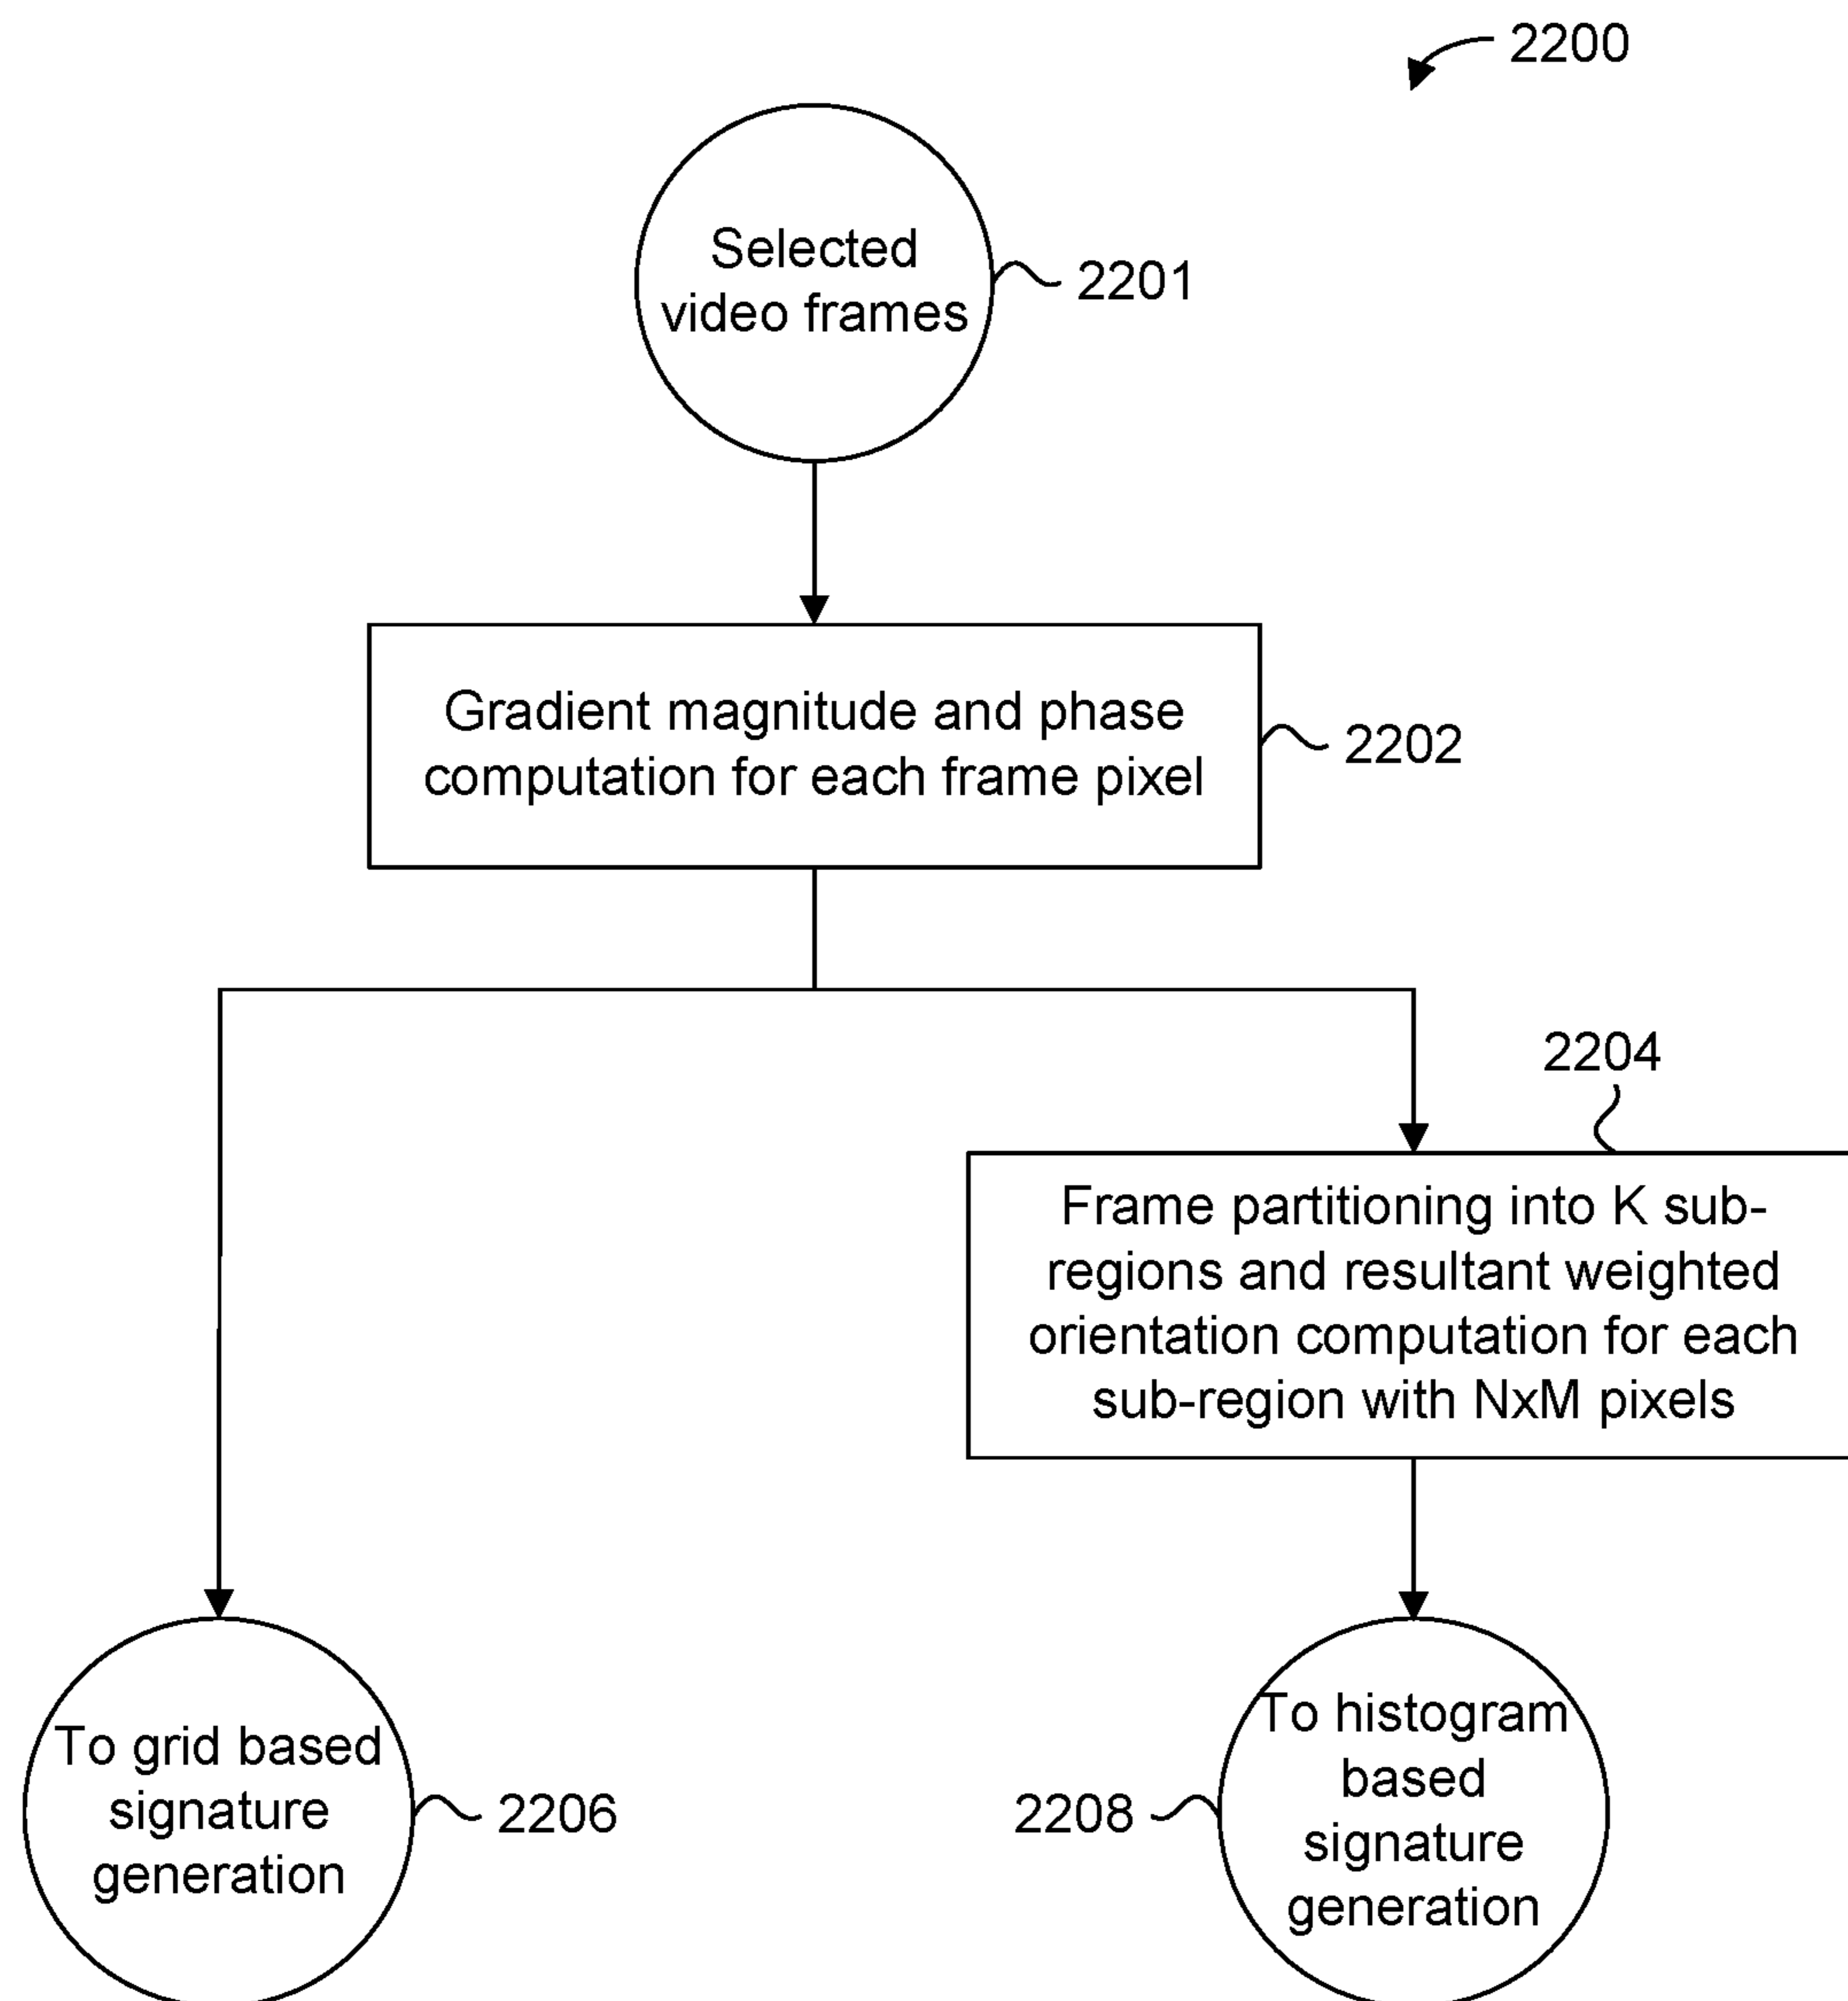 2200
Selected
video frames
2201
Gradient magnitude and phase
computation for each frame pixel
2202
2204
Frame partitioning into K sub-
regions and resultant weighted
orientation computation for each
sub-region with NxM pixels
To grid based
signature
generation
2206
2208
To histogram
based
signature
generation